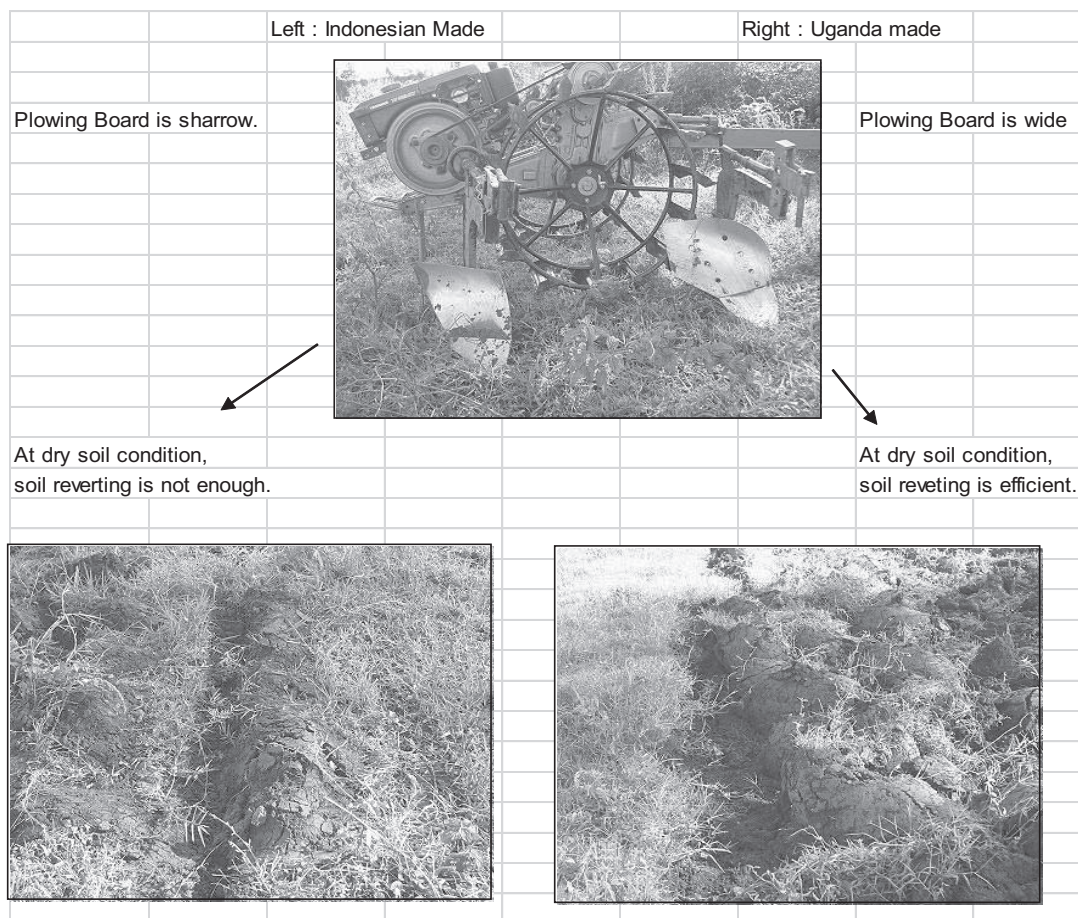 Left : Indonesian Made
Right : Uganda made
Plowing Board is sharrow.
Plowing Board is wide
At dry soil condition,
soil reverting is not enough.
At dry soil condition,
soil reveting is efficient.